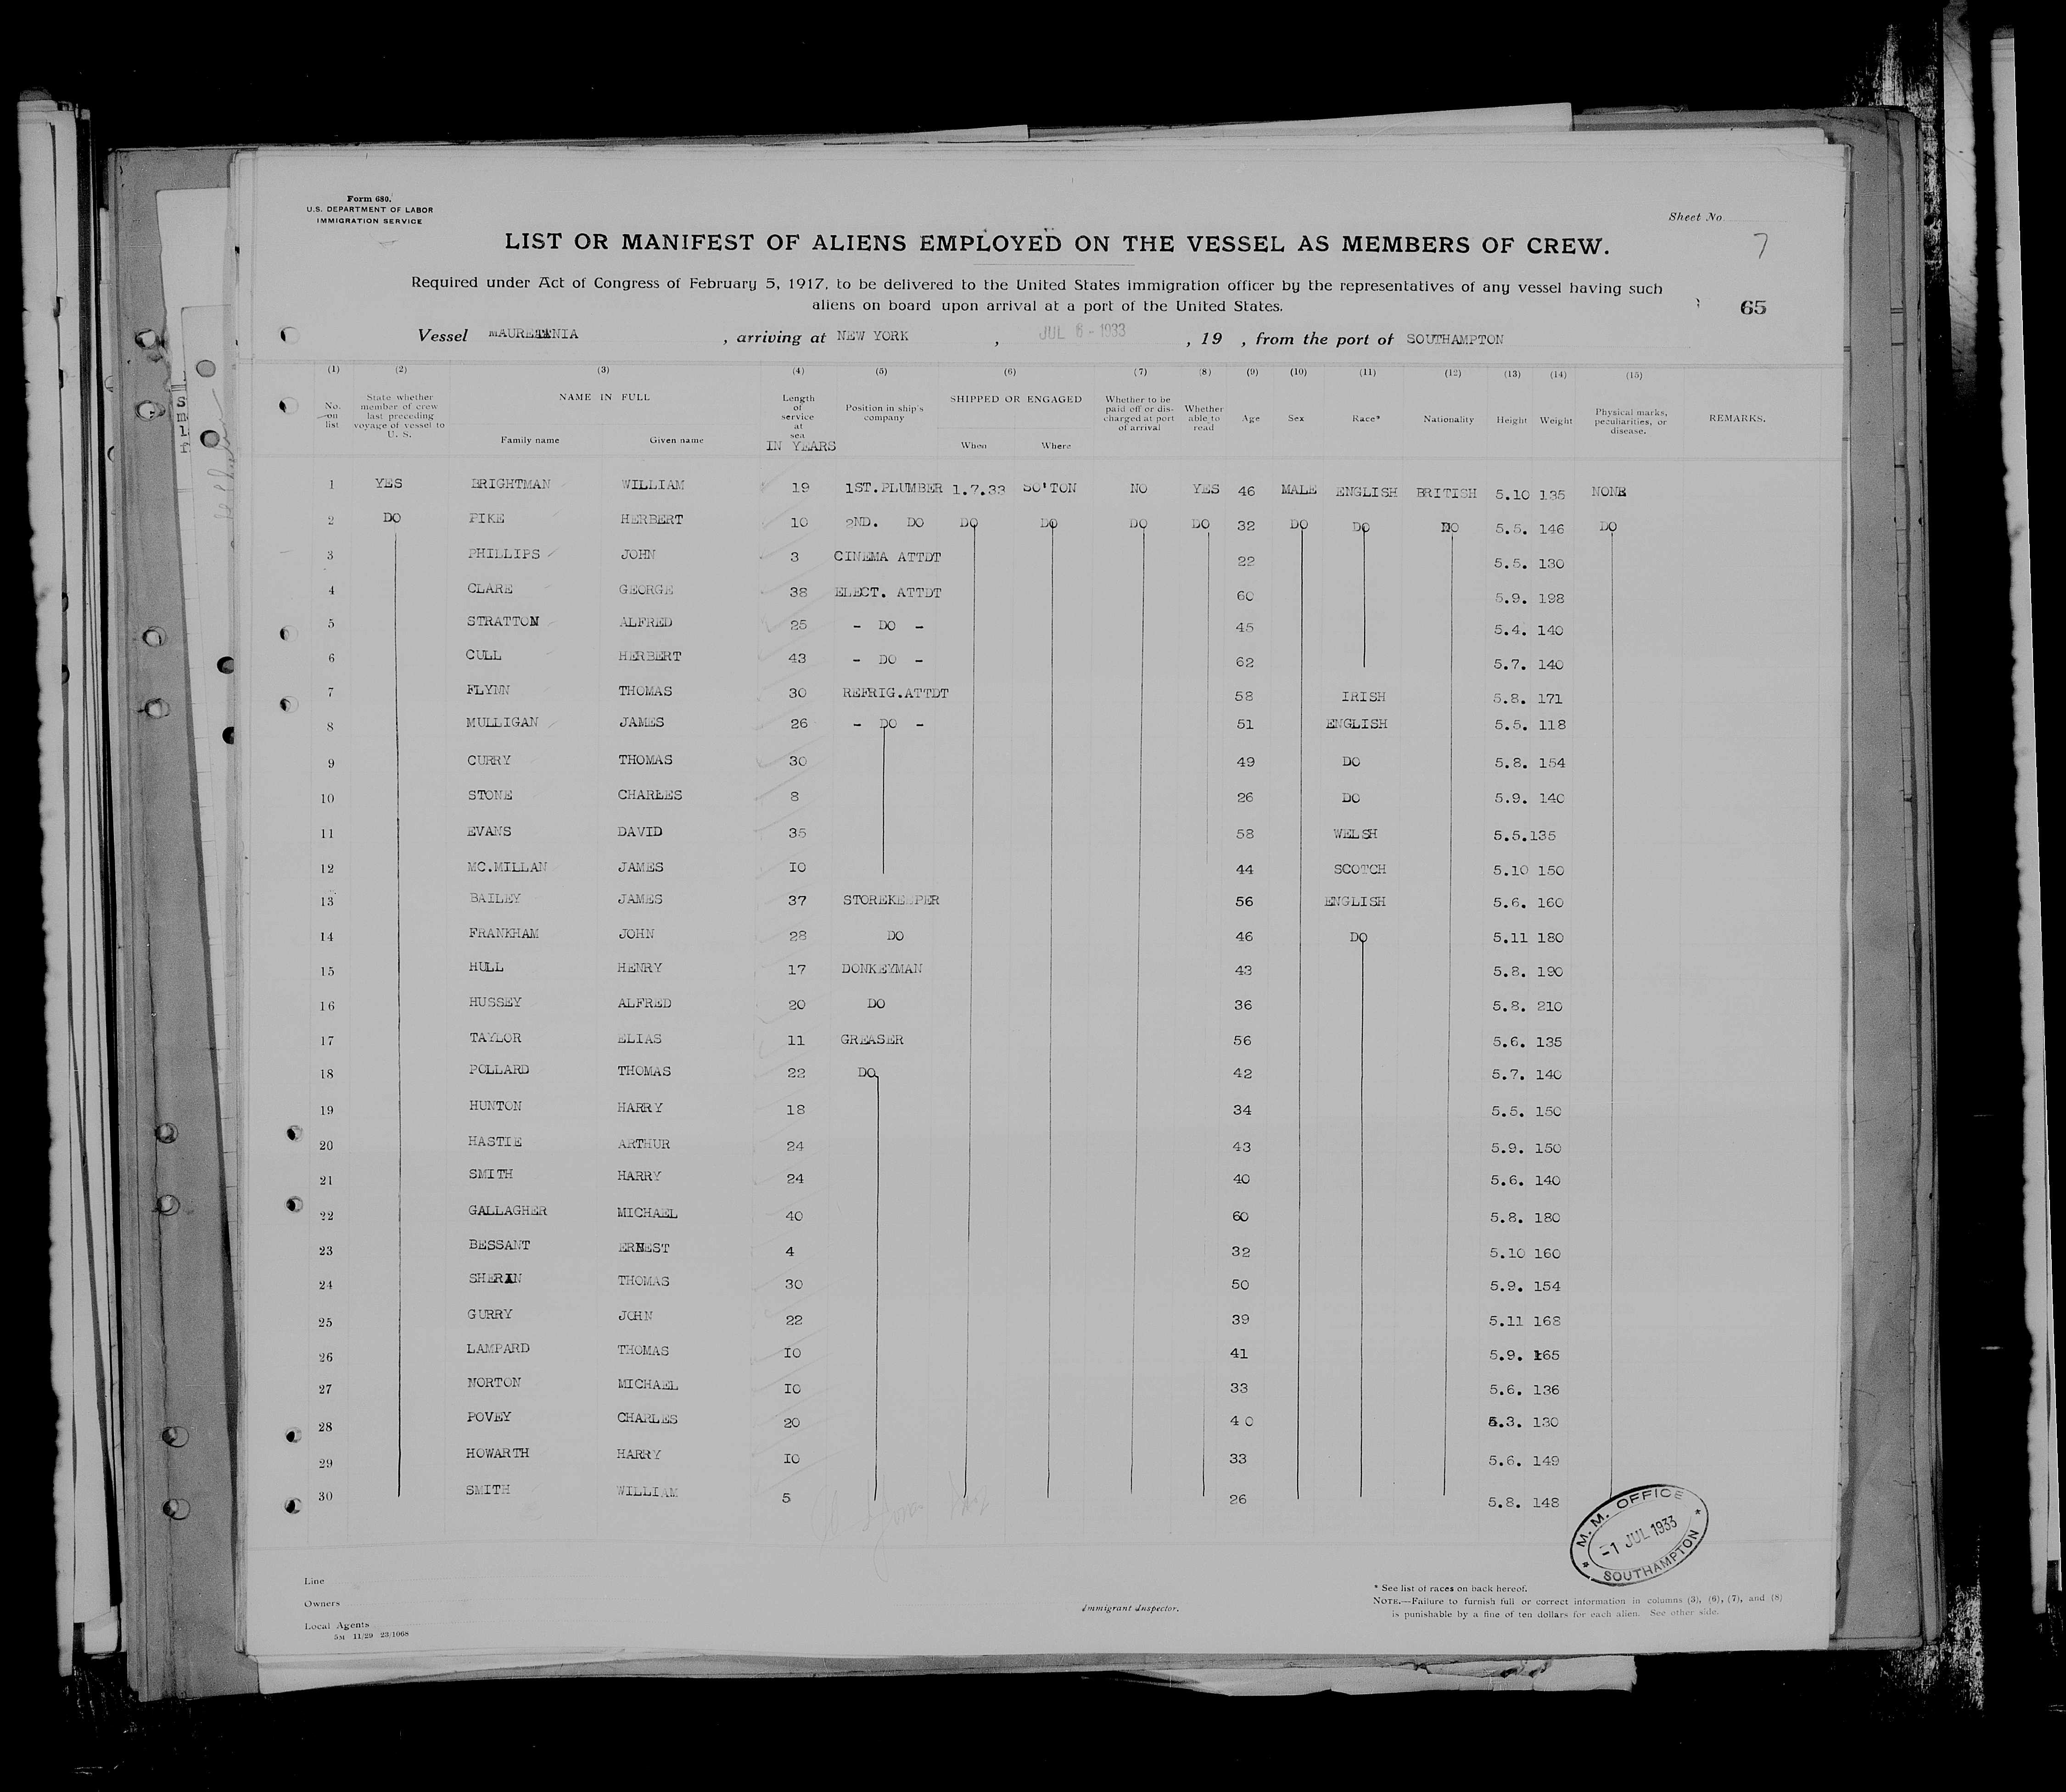 Form 680.
U.S. DEPARTMENT OF LABOR
IMMIGRATION SERVICE
Sheet No.
7
LIST OR MANIFEST OF ALIENS EMPLOYED ON THE VESSEL AS MEMBERS OF CREW.
Required under Act of Congress of February 5, 1917, to be delivered to the United States immigration officer by the representatives of any vessel having such
aliens on board upon arrival at a port of the United States.
65
Vessel MAURETANIA, arriving at NEW YORK, JUL 6 - 1933, 19 , from the port of SOUTHAMPTON
(1) (2) (3) (4) (5) (6) (7) (8) (9) (10) (11) (12) (13) (14) (15)
No. on list State whether member of crew last preceding voyage of vessel to U. S. NAME IN FULL Family name Given name Length of service at sea IN YEARS Position in ship's company SHIPPED OR ENGAGED When Where Whether to be paid off or discharged at port of arrival Whether able to read Age Sex Race* Nationality Height Weight Physical marks, peculiarities, or disease. REMARKS.
1 YES BRIGHTMAN WILLIAM 19 1ST.PLUMBER 1.7.33 SO'TON NO YES 46 MALE ENGLISH BRITISH 5.10 135 NONE
2 DO PIKE HERBERT 10 2ND. DO DO DO DO DO 32 DO DO DO 5.5. 146 DO
3 PHILLIPS JOHN 3 CINEMA ATTDT 22 5.5. 130
4 CLARE GEORGE 38 ELECT. ATTDT 60 5.9. 198
5 STRATTON ALFRED 25 - DO - 45 5.4. 140
6 CULL HERBERT 43 - DO - 62 5.7. 140
7 FLYNN THOMAS 30 REFRIG.ATTDT 58 IRISH 5.8. 171
8 MULLIGAN JAMES 26 - DO - 51 ENGLISH 5.5. 118
9 CURRY THOMAS 30 49 DO 5.8. 154
10 STONE CHARLES 8 26 DO 5.9. 140
11 EVANS DAVID 35 58 WELSH 5.5.135
12 MC.MILLAN JAMES IO 44 SCOTCH 5.10 150
13 BAILEY JAMES 37 STOREKEEPER 56 ENGLISH 5.6. 160
14 FRANKHAM JOHN 28 DO 46 DO 5.11 180
15 HULL HENRY 17 DONKEYMAN 43 5.8. 190
16 HUSSEY ALFRED 20 DO 36 5.8. 210
17 TAYLOR ELIAS 11 GREASER 56 5.6. 135
18 POLLARD THOMAS 22 DO 42 5.7. 140
19 HUNTON HARRY 18 34 5.5. 150
20 HASTIE ARTHUR 24 43 5.9. 150
21 SMITH HARRY 24 40 5.6. 140
22 GALLAGHER MICHAEL 40 60 5.8. 180
23 BESSANT ERNEST 4 32 5.10 160
24 SHERIN THOMAS 30 50 5.9. 154
25 GURRY JOHN 22 39 5.11 168
26 LAMPARD THOMAS IO 41 5.9. 165
27 NORTON MICHAEL IO 33 5.6. 136
28 POVEY CHARLES 20 4 0 5.3. 130
29 HOWARTH HARRY IO 33 5.6. 149
30 SMITH WILLIAM 5 26 5.8. 148
M. M. OFFICE
-1 JUL 1933
SOUTHAMPTON
Line
Owners
Local Agents
5M 11/29 23/1068
Immigrant Inspector.
* See list of races on back hereof.
NOTE.—Failure to furnish full or correct information in columns (3), (6), (7), and (8)
is punishable by a fine of ten dollars for each alien. See other side.